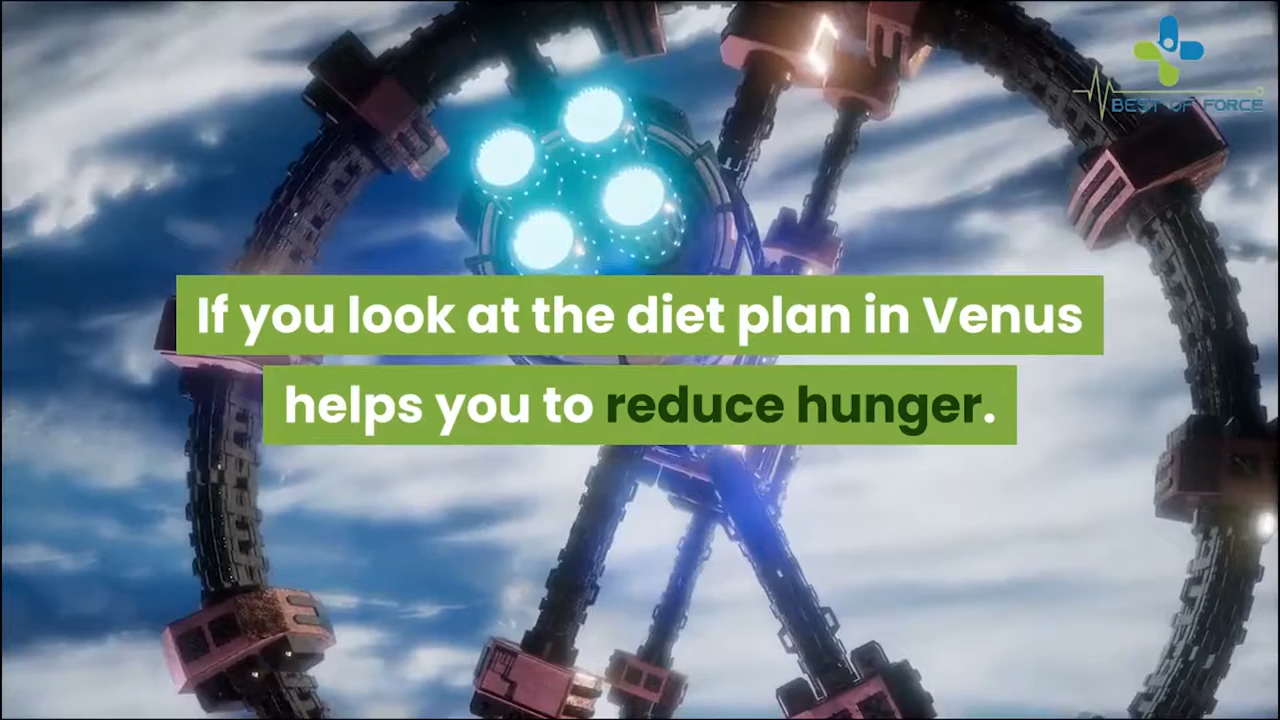 BEST OF FORCE
If you look at the diet plan in Venus
helps you to reduce hunger.